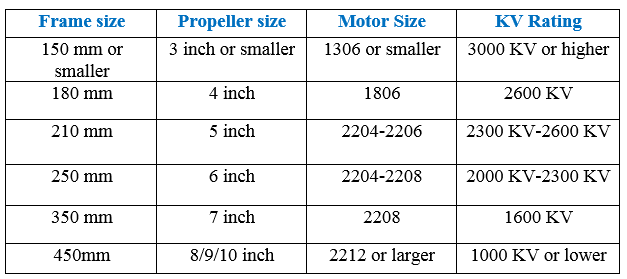 Frame size Propeller size Motor Size KV Rating
150 mm or smaller 3 inch or smaller 1306 or smaller 3000 KV or higher
180 mm 4 inch 1806 2600 KV
210 mm 5 inch 2204-2206 2300 KV-2600 KV
250 mm 6 inch 2204-2208 2000 KV-2300 KV
350 mm 7 inch 2208 1600 KV
450mm 8/9/10 inch 2212 or larger 1000 KV or lower